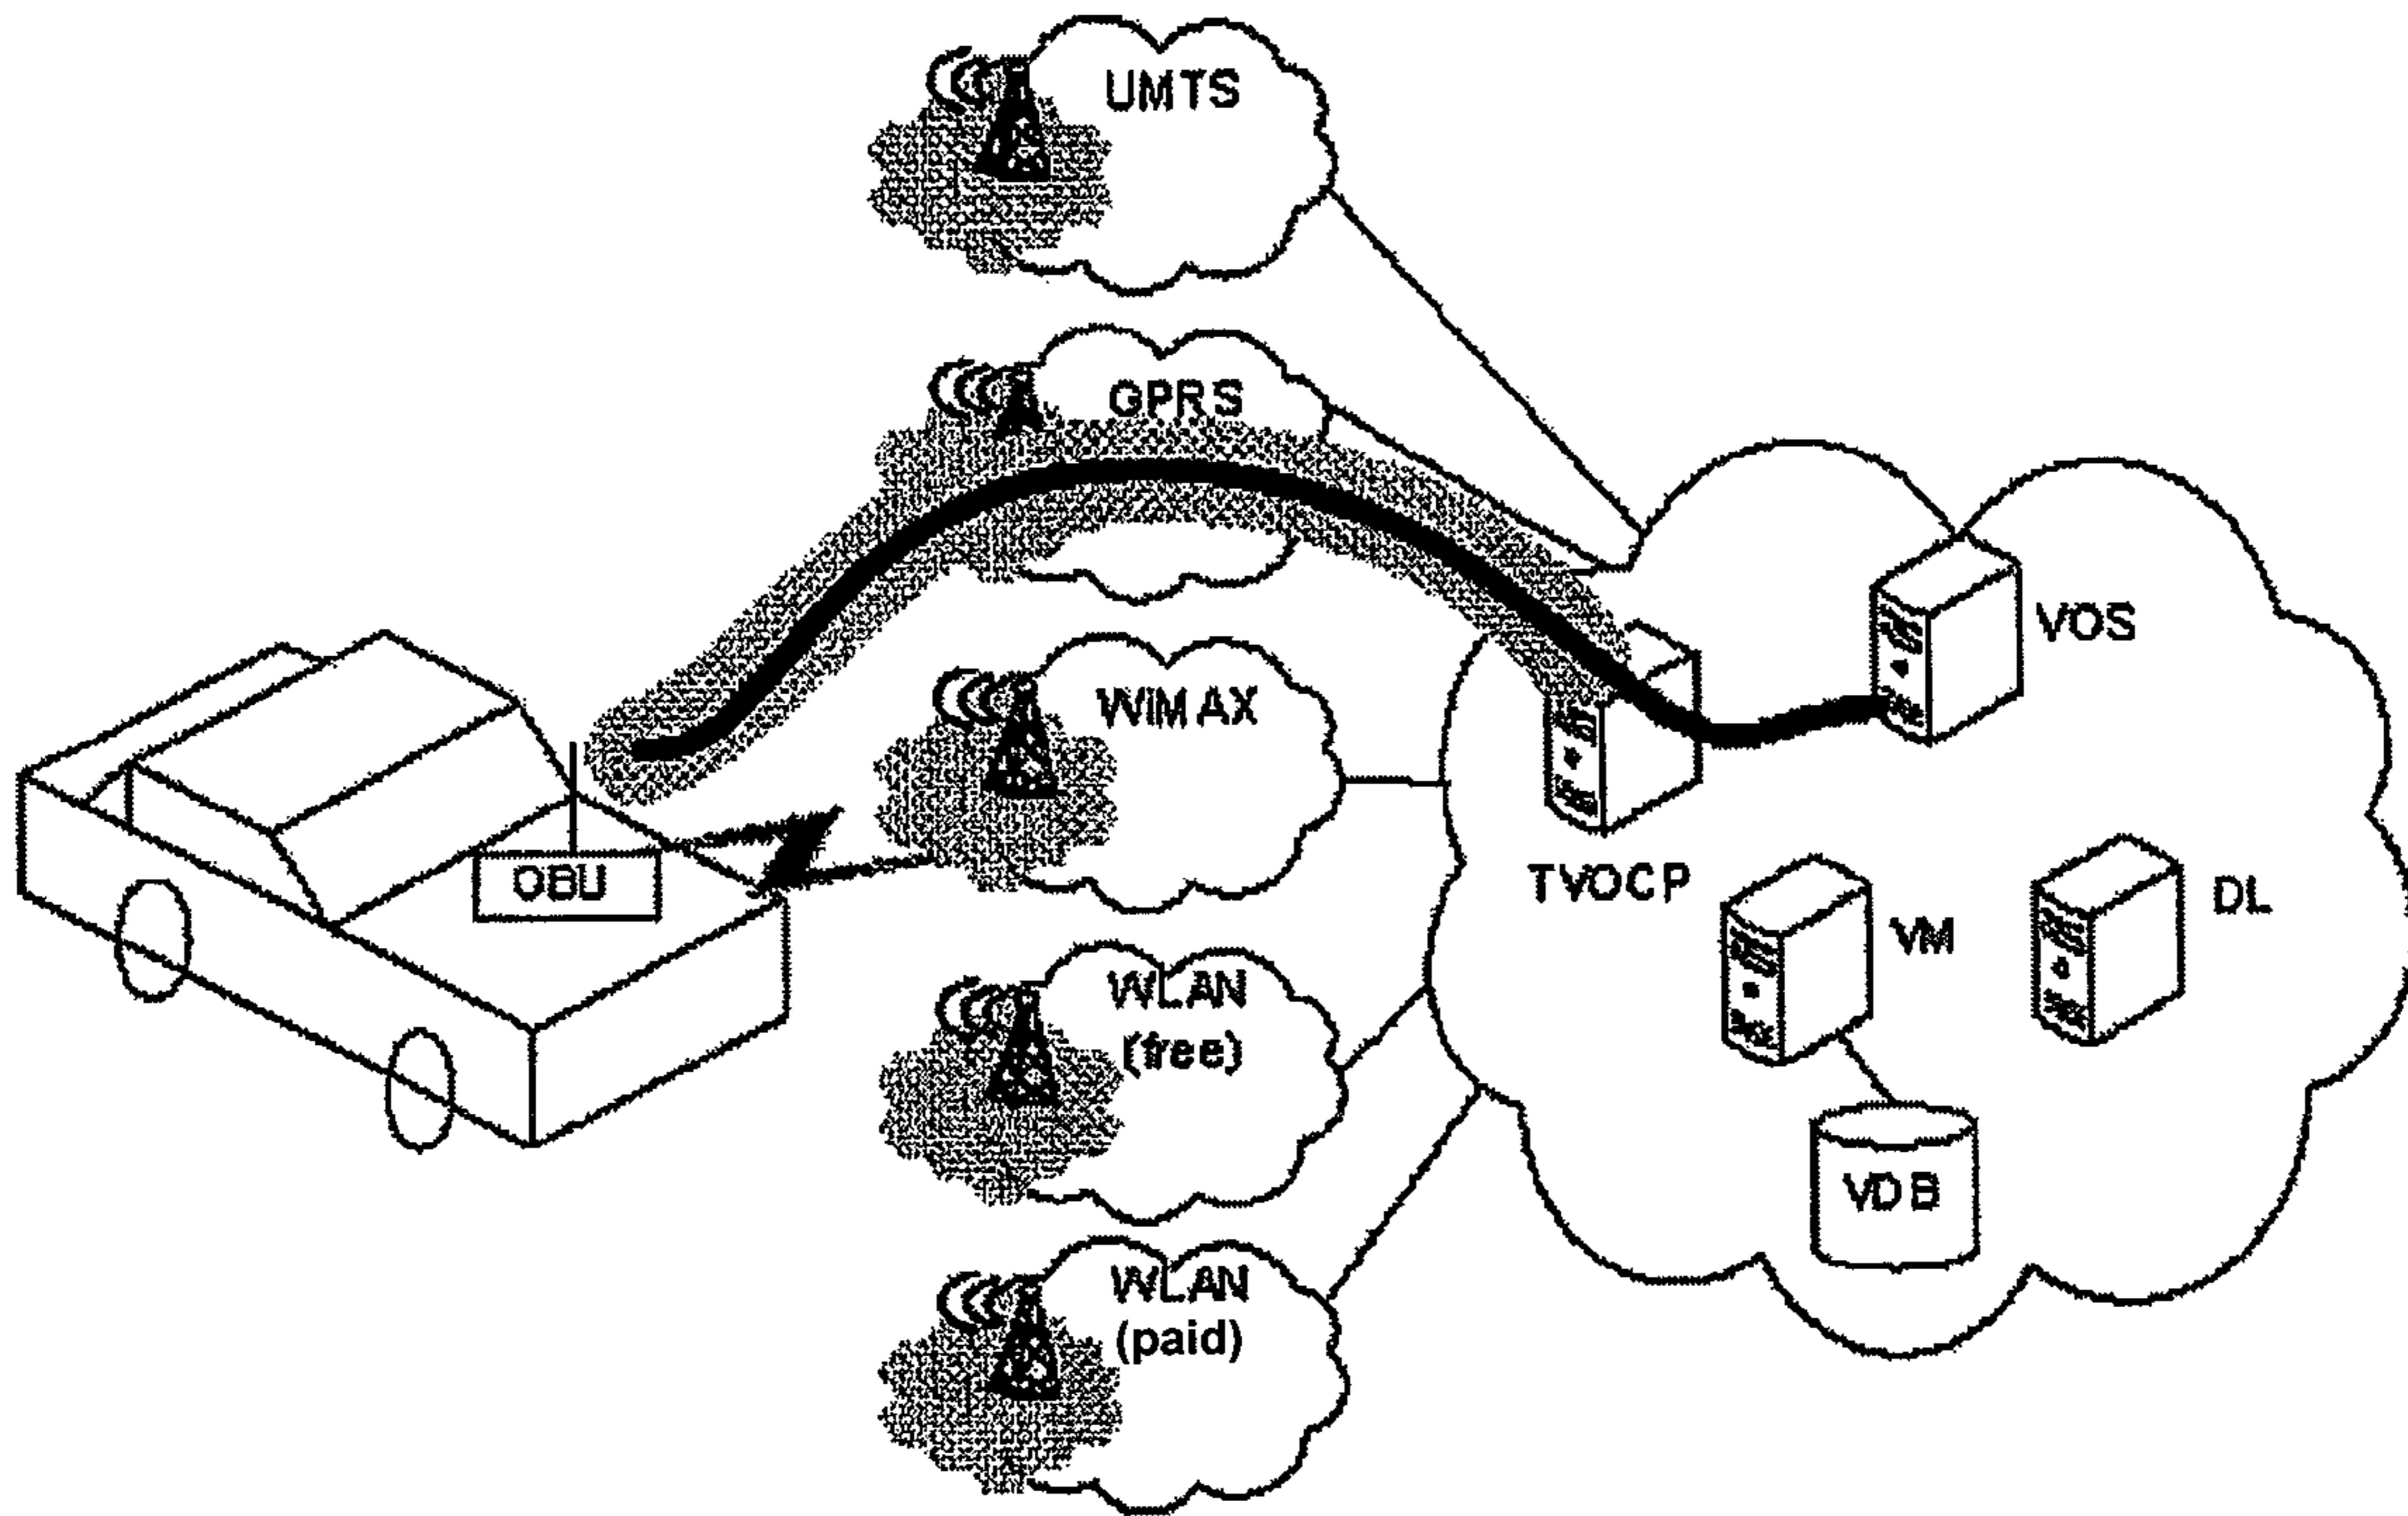 UMTS
GPRS
WIMAX
WLAN
(free)
WLAN
(paid)
OBU
TVOCP
VOS
VM
DL
VDB